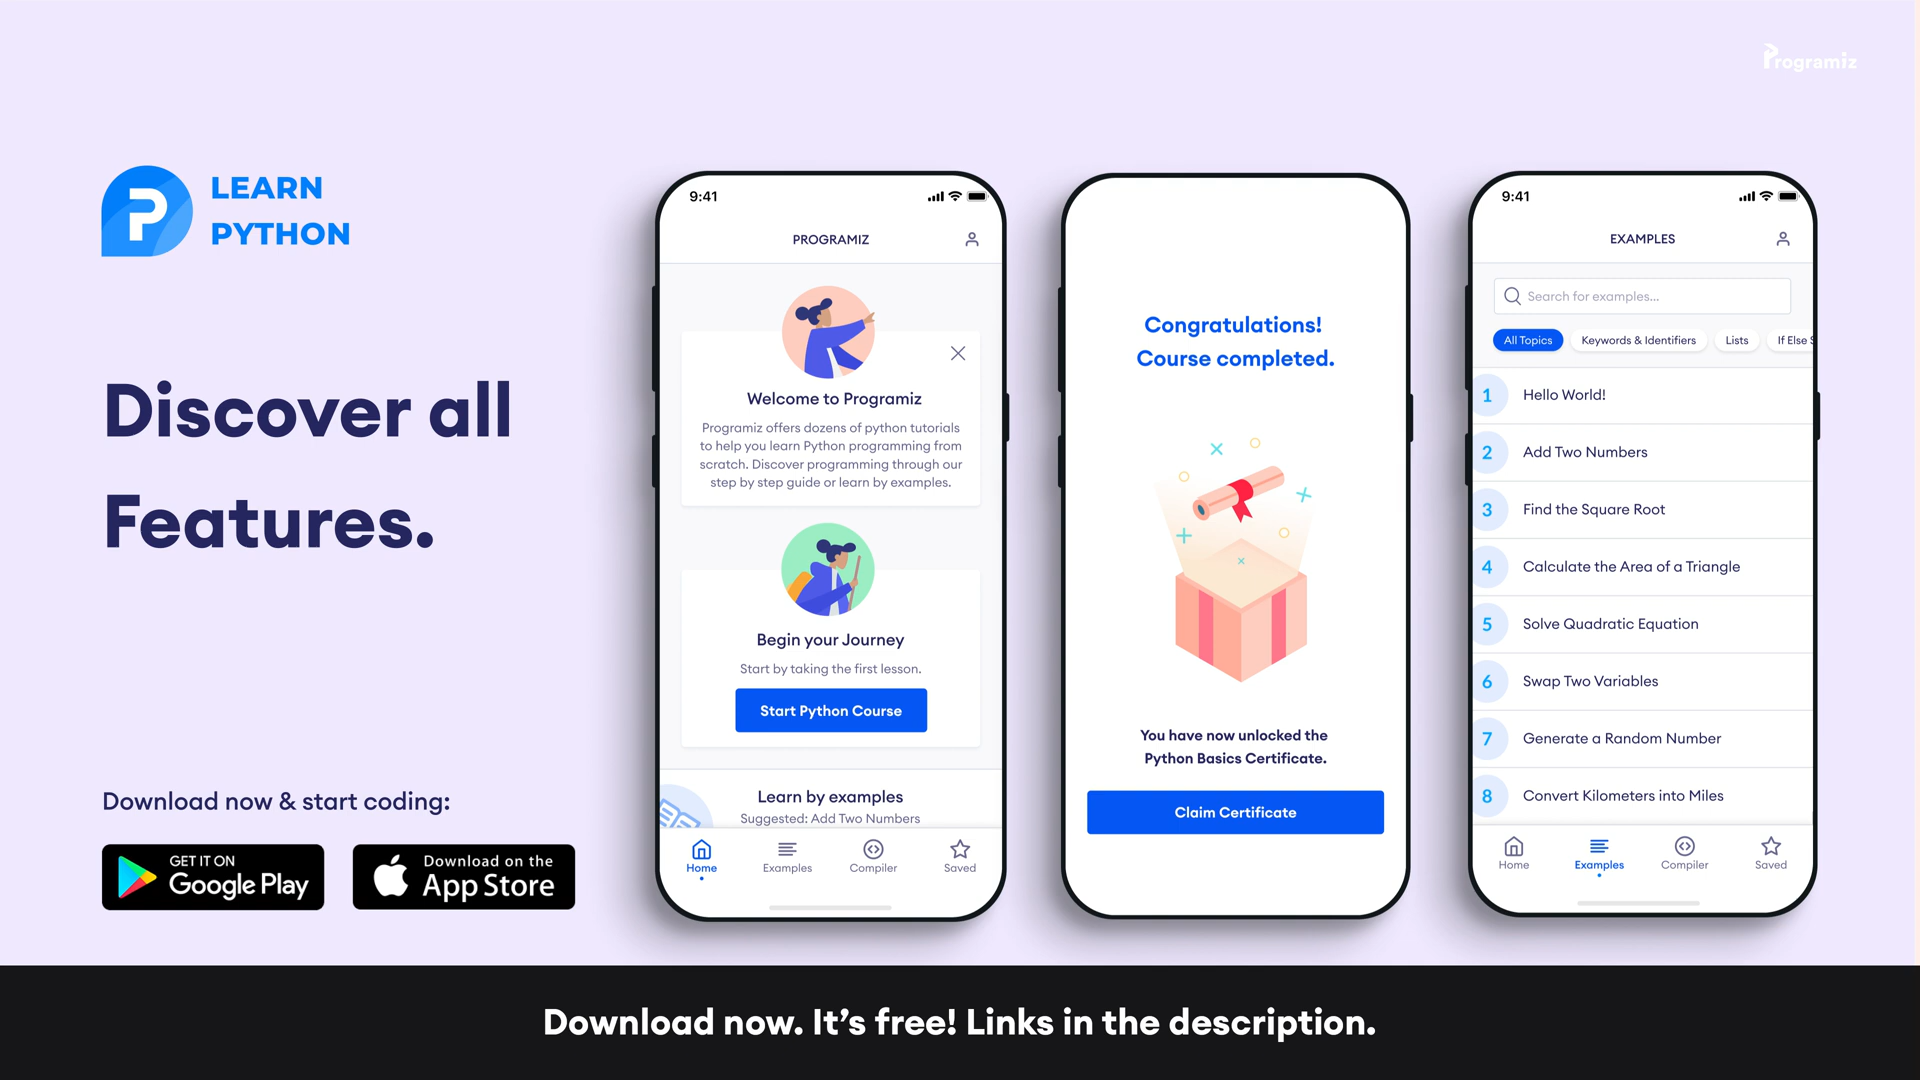 Programiz
LEARN
PYTHON
Discover all
Features.
Download now & start coding:
GET IT ON
Google Play
Download on the
App Store
9:41
PROGRAMIZ
Welcome to Programiz
Programiz offers dozens of python tutorials
to help you learn Python programming from
scratch. Discover programming through our
step by step guide or learn by examples.
Begin your Journey
Start by taking the first lesson.
Start Python Course
Learn by examples
Suggested: Add Two Numbers
Home Examples Compiler Saved
Congratulations!
Course completed.
You have now unlocked the
Python Basics Certificate.
Claim Certificate
9:41
EXAMPLES
Search for examples...
All Topics Keywords & Identifiers Lists If Else S
1 Hello World!
2 Add Two Numbers
3 Find the Square Root
4 Calculate the Area of a Triangle
5 Solve Quadratic Equation
6 Swap Two Variables
7 Generate a Random Number
8 Convert Kilometers into Miles
Home Examples Compiler Saved
Download now. It's free! Links in the description.